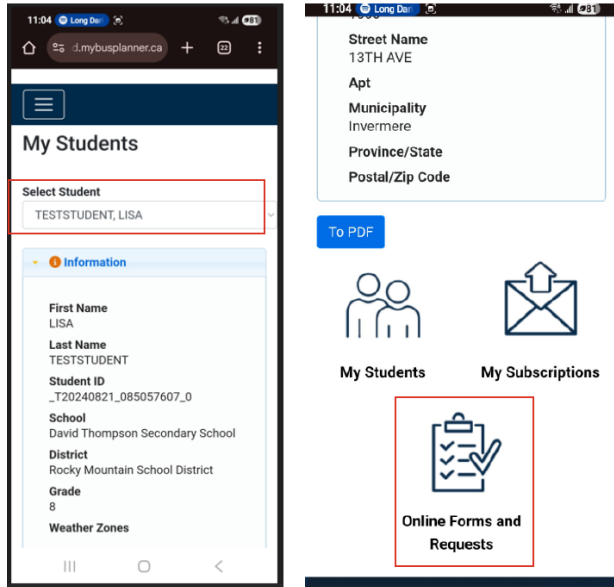 11:04 Long Dan 81
d.mybusplanner.ca 22
My Students
Select Student
TESTSTUDENT, LISA
Information
First Name
LISA
Last Name
TESTSTUDENT
Student ID
_T20240821_085057607_0
School
David Thompson Secondary School
District
Rocky Mountain School District
Grade
8
Weather Zones
11:04 Long Dan 81
Street Name
13TH AVE
Apt
Municipality
Invermere
Province/State
Postal/Zip Code
To PDF
My Students
My Subscriptions
Online Forms and
Requests